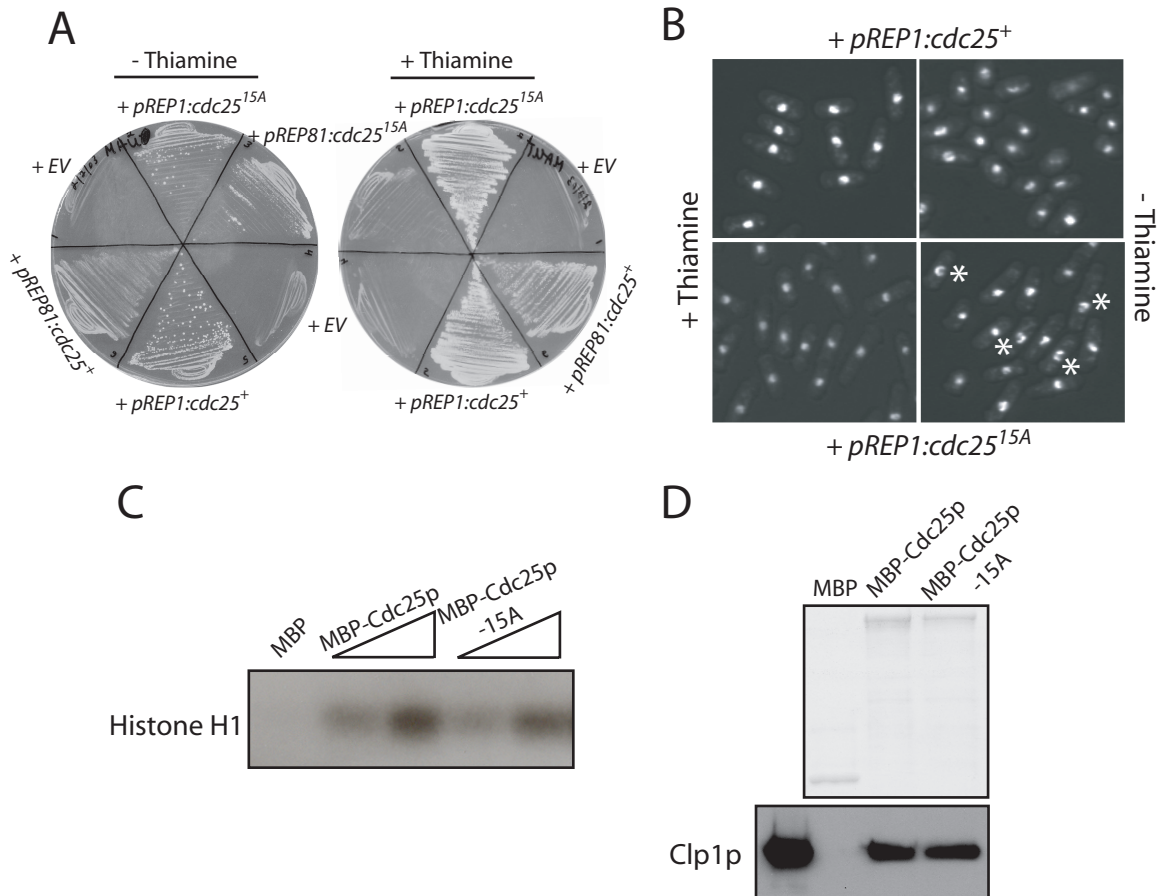 A
- Thiamine
+ Thiamine
+ pREP1:cdc25^15A
+ pREP81:cdc25^15A
+ pREP1:cdc25^15A
+ EV
+ EV
+ pREP81:cdc25^+
+ EV
+ pREP81:cdc25^+
+ pREP1:cdc25^+
+ pREP1:cdc25^+
B
+ pREP1:cdc25^+
+ Thiamine
- Thiamine
*
*
*
*
+ pREP1:cdc25^15A
C
MBP
MBP-Cdc25p
MBP-Cdc25p
-15A
Histone H1
D
MBP
MBP-Cdc25p
MBP-Cdc25p
-15A
Clp1p